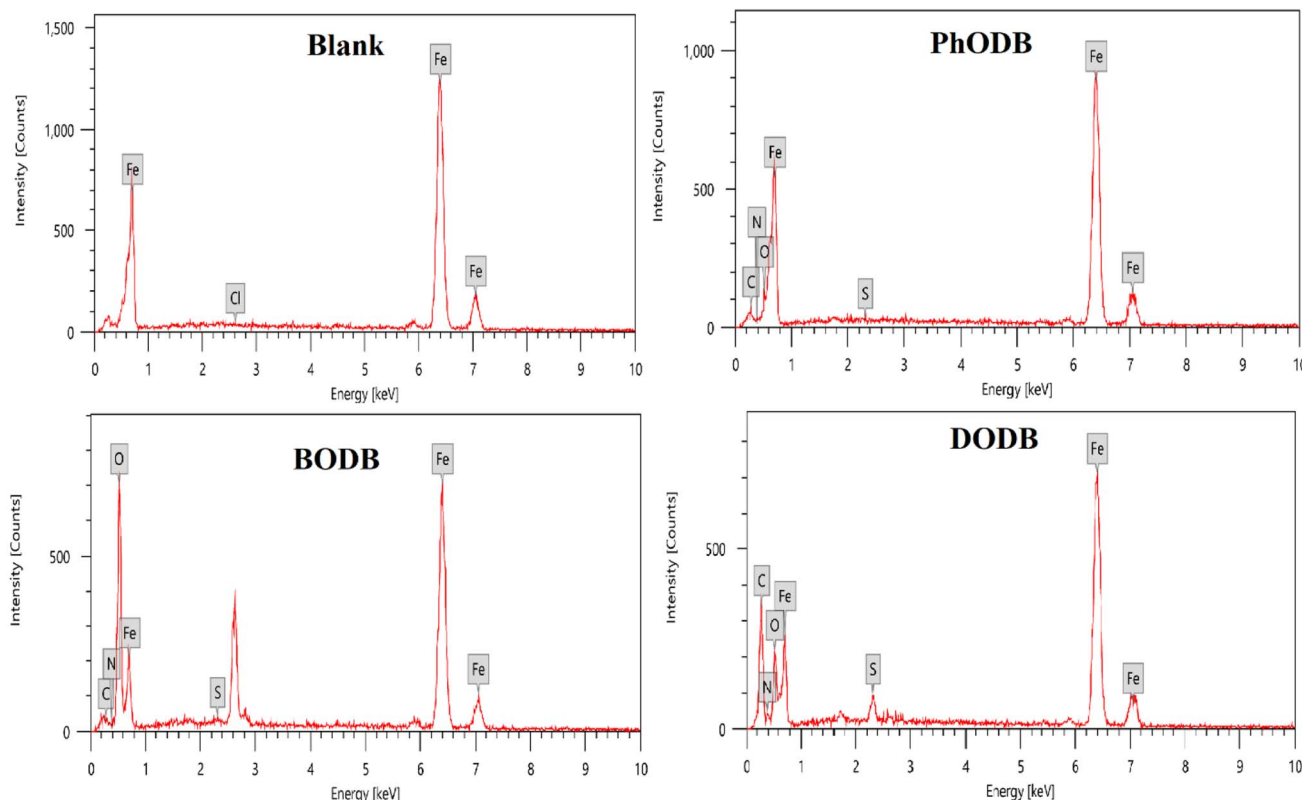 Blank
Intensity [Counts]
1,500
1,000
500
0
Fe
Cl
Fe
Fe
0 1 2 3 4 5 6 7 8 9 10
Energy [keV]
PhODB
Intensity [Counts]
1,000
500
0
C
N
O
Fe
S
Fe
Fe
0 1 2 3 4 5 6 7 8 9 10
Energy [keV]
BODB
Intensity [Counts]
500
0
C
N
O
Fe
S
Fe
Fe
0 1 2 3 4 5 6 7 8 9 10
Energy [keV]
DODB
Intensity [Counts]
500
0
C
N
O
Fe
S
Fe
Fe
0 1 2 3 4 5 6 7 8 9 10
Energy [keV]